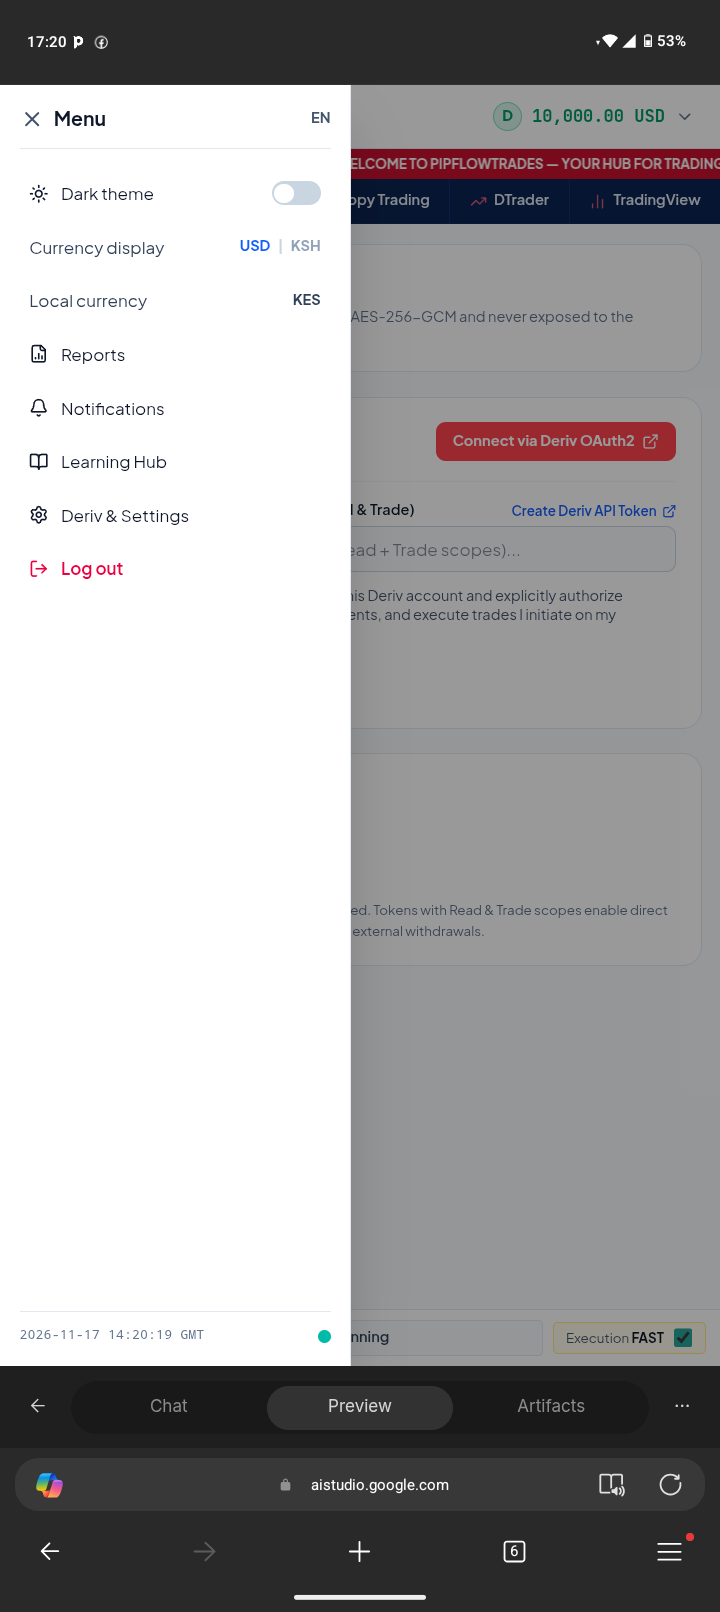 17:20
53%
Menu
EN
10,000.00 USD
D
ELCOME TO PIPFLOWTRADES — YOUR HUB FOR TRADING
Dark theme
Trading
DTrader
TradingView
Currency display
USD | KSH
Local currency
KES
AES-256-GCM and never exposed to the
Reports
Notifications
Connect via Deriv OAuth2
Learning Hub
Deriv & Settings
& Trade)
Create Deriv API Token
ead + Trade scopes)...
Log out
his Deriv account and explicitly authorize
ents, and execute trades I initiate on my
ed. Tokens with Read & Trade scopes enable direct
external withdrawals.
2026-11-17 14:20:19 GMT
nning
Execution FAST
Chat
Preview
Artifacts
aistudio.google.com
6